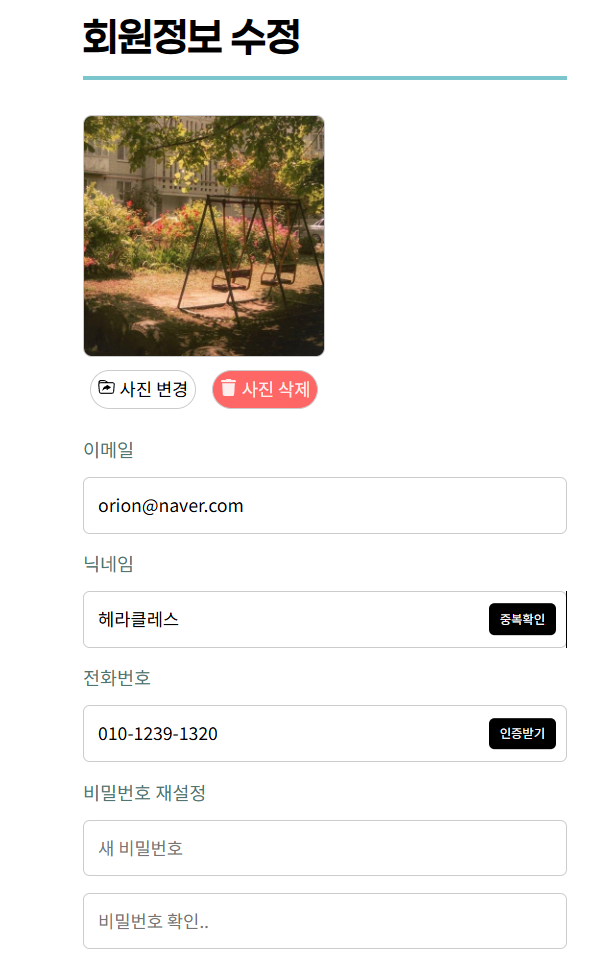 회원정보 수정
사진 변경 사진 삭제
이메일
orion@naver.com
닉네임
헤라클레스 중복확인
전화번호
010-1239-1320 인증받기
비밀번호 재설정
새 비밀번호
비밀번호 확인..